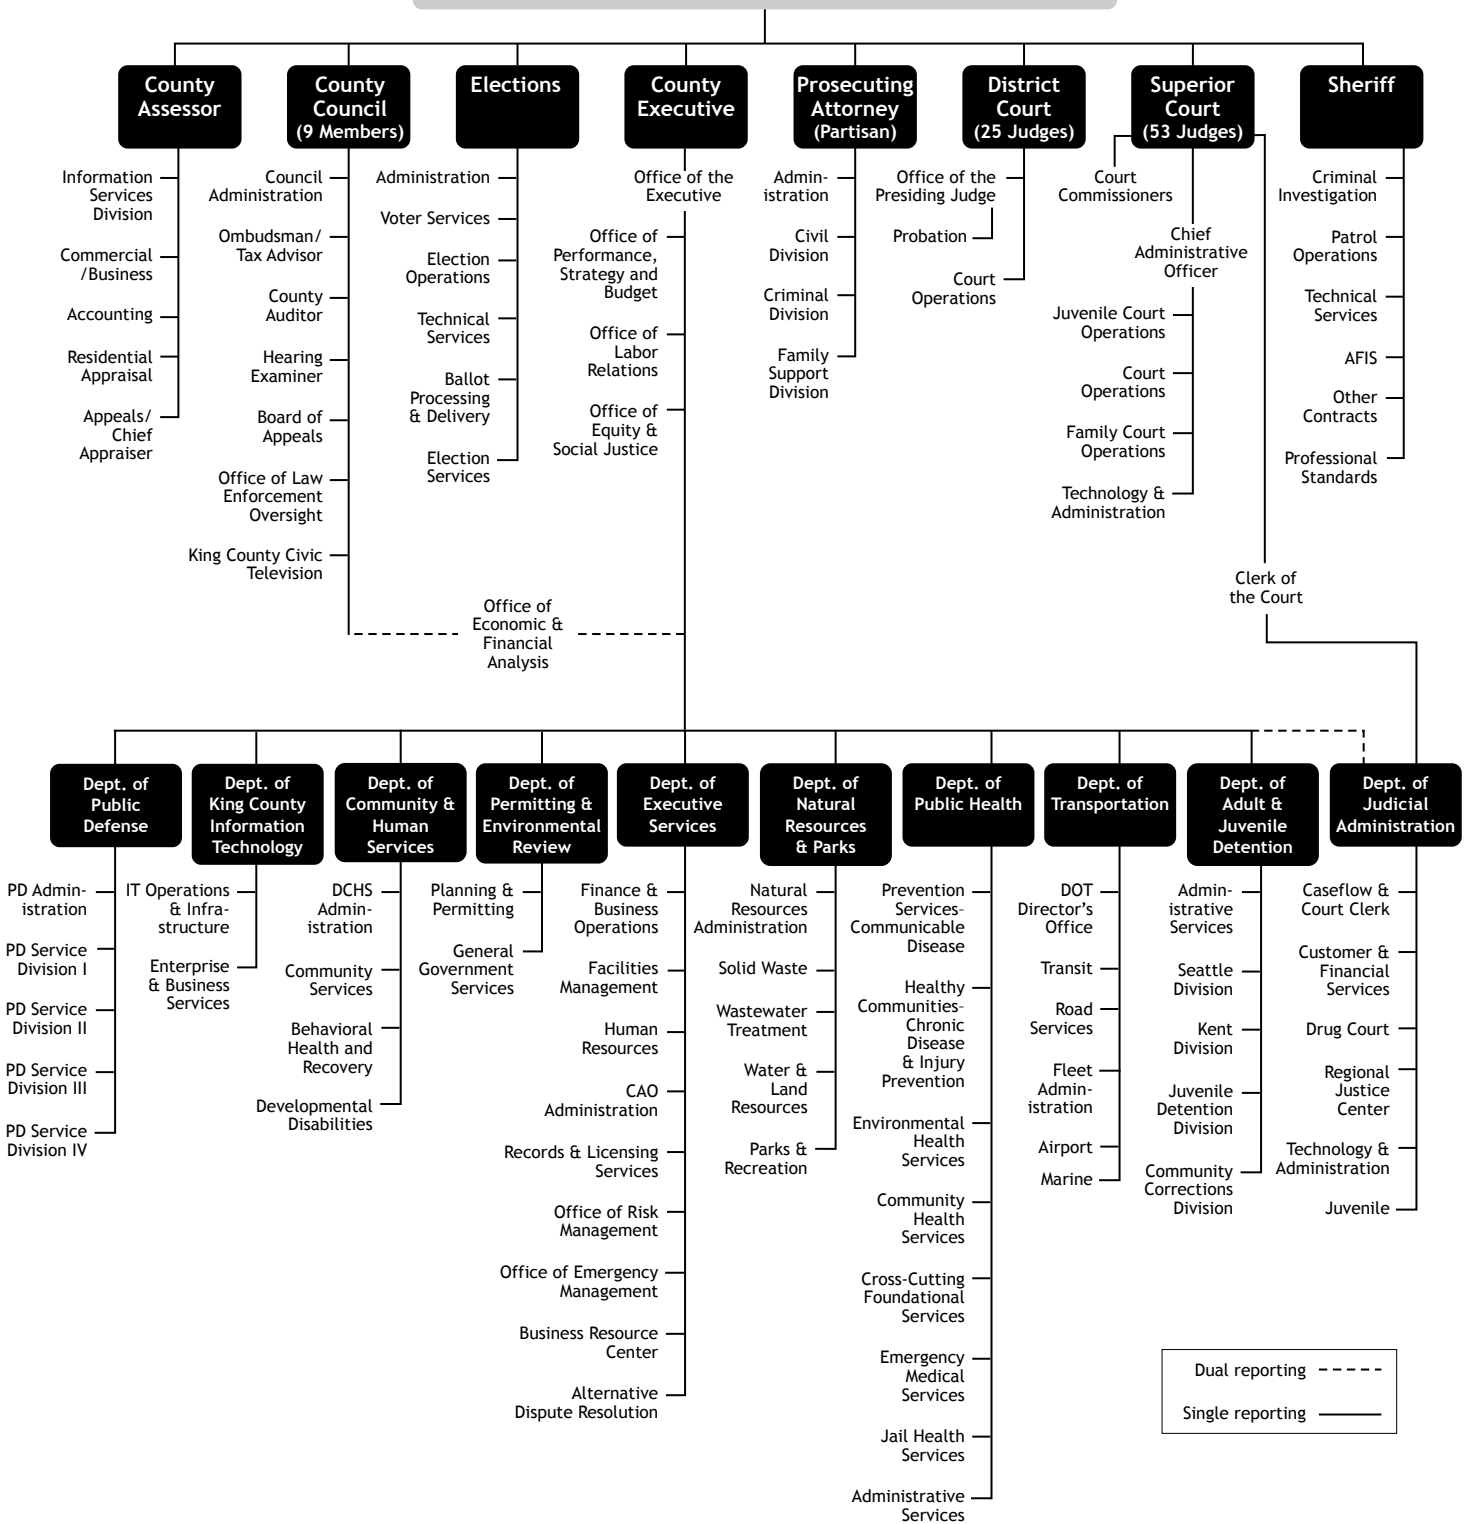 County
Assessor
County
Council
(9 Members)
Elections
County
Executive
Prosecuting
Attorney
(Partisan)
District
Court
(25 Judges)
Superior
Court
(53 Judges)
Sheriff
Information
Services
Division
Commercial
/Business
Accounting
Residential
Appraisal
Appeals/
Chief
Appraiser
Council
Administration
Ombudsman/
Tax Advisor
County
Auditor
Hearing
Examiner
Board of
Appeals
Office of Law
Enforcement
Oversight
King County Civic
Television
Administration
Voter Services
Election
Operations
Technical
Services
Ballot
Processing
& Delivery
Election
Services
Office of
Economic &
Financial
Analysis
Office of the
Executive
Office of
Performance,
Strategy and
Budget
Office of
Labor
Relations
Office of
Equity &
Social Justice
Admin-
istration
Civil
Division
Criminal
Division
Family
Support
Division
Office of the
Presiding Judge
Probation
Court
Operations
Court
Commissioners
Chief
Administrative
Officer
Juvenile Court
Operations
Court
Operations
Family Court
Operations
Technology &
Administration
Clerk of
the Court
Criminal
Investigation
Patrol
Operations
Technical
Services
AFIS
Other
Contracts
Professional
Standards
Dept. of
Public
Defense
Dept. of
King County
Information
Technology
Dept. of
Community &
Human
Services
Dept. of
Permitting &
Environmental
Review
Dept. of
Executive
Services
Dept. of
Natural
Resources
& Parks
Dept. of
Public Health
Dept. of
Transportation
Dept. of
Adult &
Juvenile
Detention
Dept. of
Judicial
Administration
PD Admin-
istration
PD Service
Division I
PD Service
Division II
PD Service
Division III
PD Service
Division IV
IT Operations
& Infra-
structure
Enterprise
& Business
Services
DCHS
Admin-
istration
Community
Services
Behavioral
Health and
Recovery
Developmental
Disabilities
Planning &
Permitting
General
Government
Services
Finance &
Business
Operations
Facilities
Management
Human
Resources
CAO
Administration
Records & Licensing
Services
Office of Risk
Management
Office of Emergency
Management
Business Resource
Center
Alternative
Dispute Resolution
Natural
Resources
Administration
Solid Waste
Wastewater
Treatment
Water &
Land
Resources
Parks &
Recreation
Prevention
Services-
Communicable
Disease
Healthy
Communities-
Chronic
Disease
& Injury
Prevention
Environmental
Health
Services
Community
Health
Services
Cross-Cutting
Foundational
Services
Emergency
Medical
Services
Jail Health
Services
Administrative
Services
DOT
Director's
Office
Transit
Road
Services
Fleet
Admin-
istration
Airport
Marine
Admin-
istrative
Services
Seattle
Division
Kent
Division
Juvenile
Detention
Division
Community
Corrections
Division
Caseflow &
Court Clerk
Customer &
Financial
Services
Drug Court
Regional
Justice
Center
Technology &
Administration
Juvenile
Dual reporting
Single reporting